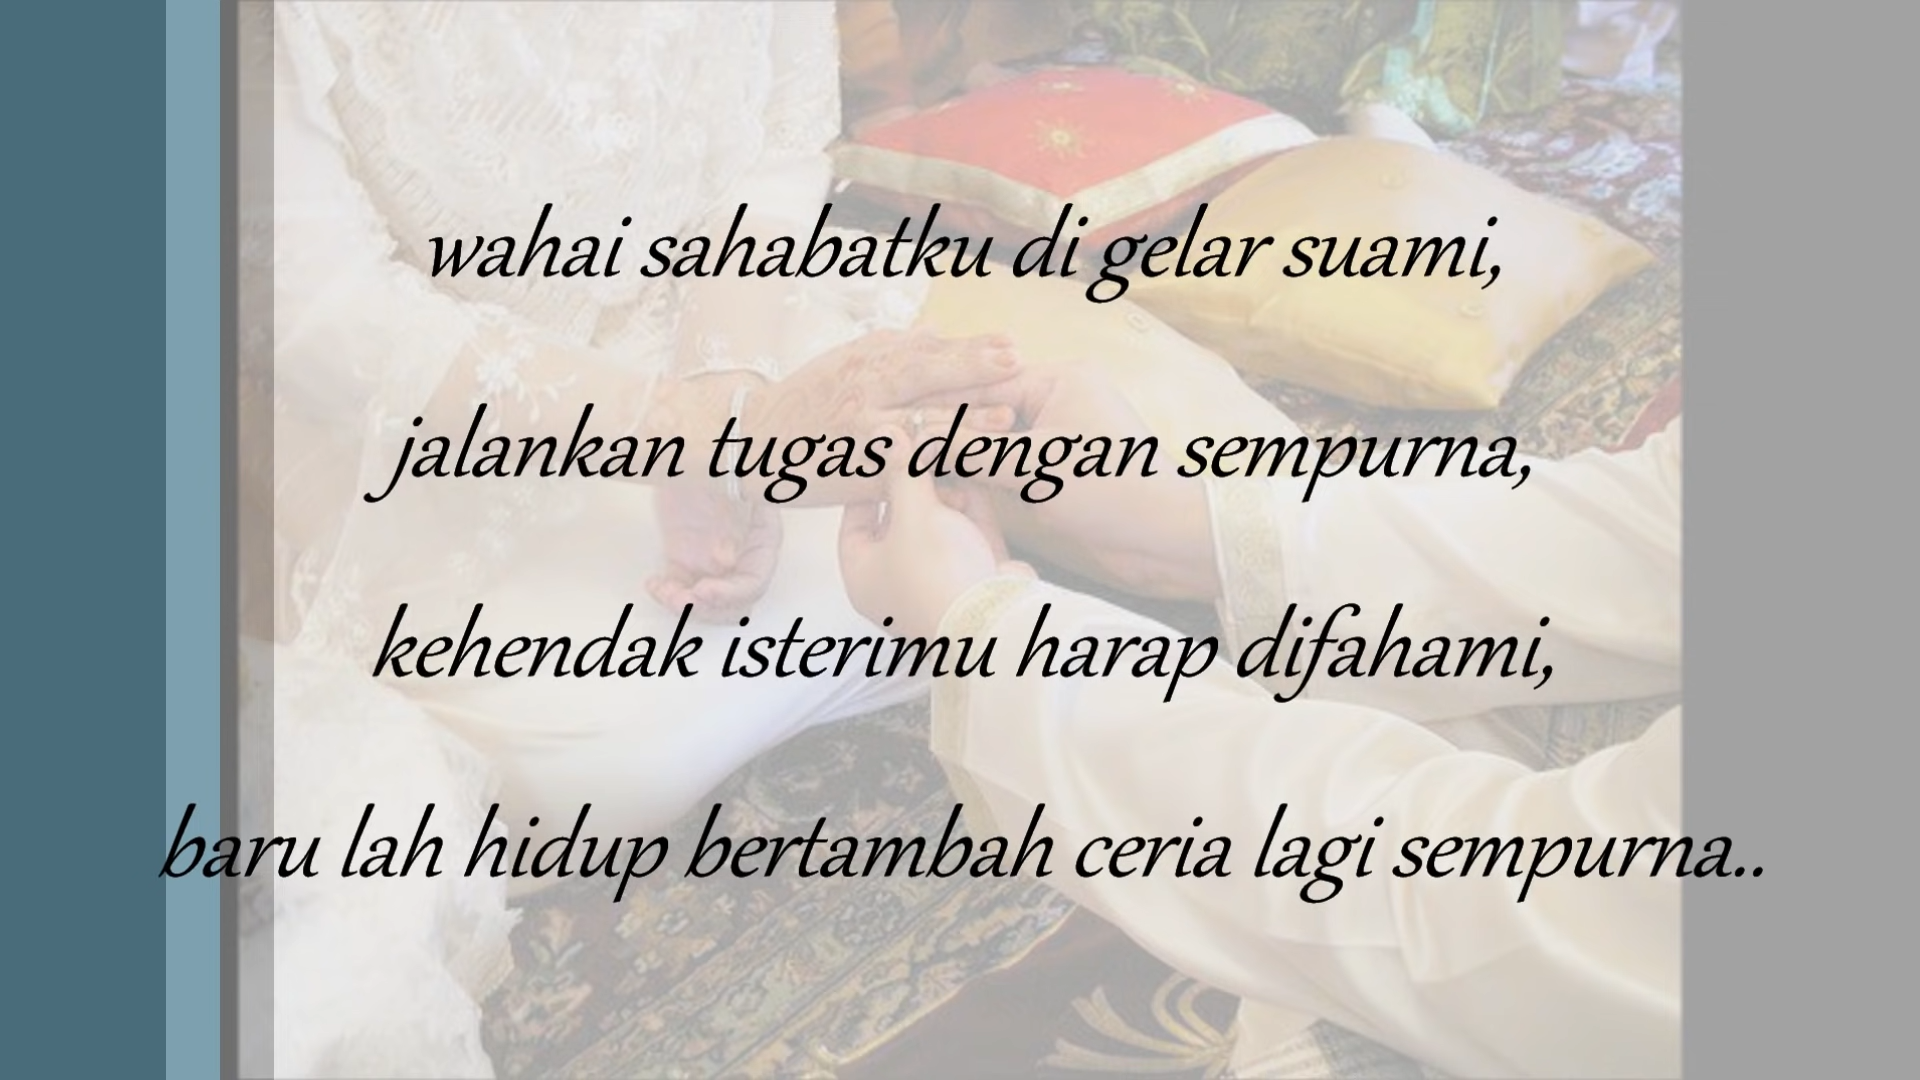 wahai sahabatku di gelar suami,
jalankan tugas dengan sempurna,
kehendak isterimu harap difahami,
baru lah hidup bertambah ceria lagi sempurna..